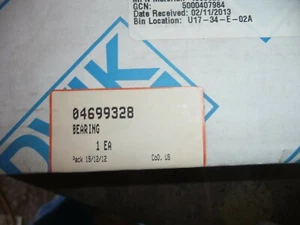 GCN: 5000407984
Date Received: 02/11/2013
Bin Location: U17-34-E-02A
04699328
BEARING
1 EA
Pack 15/12/12 CoO. US